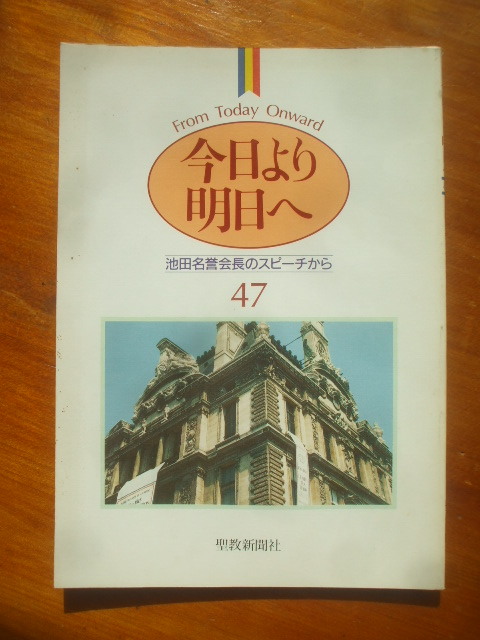 From Today Onward
今日より
明日へ
池田名誉会長のスピーチから
47
聖教新聞社